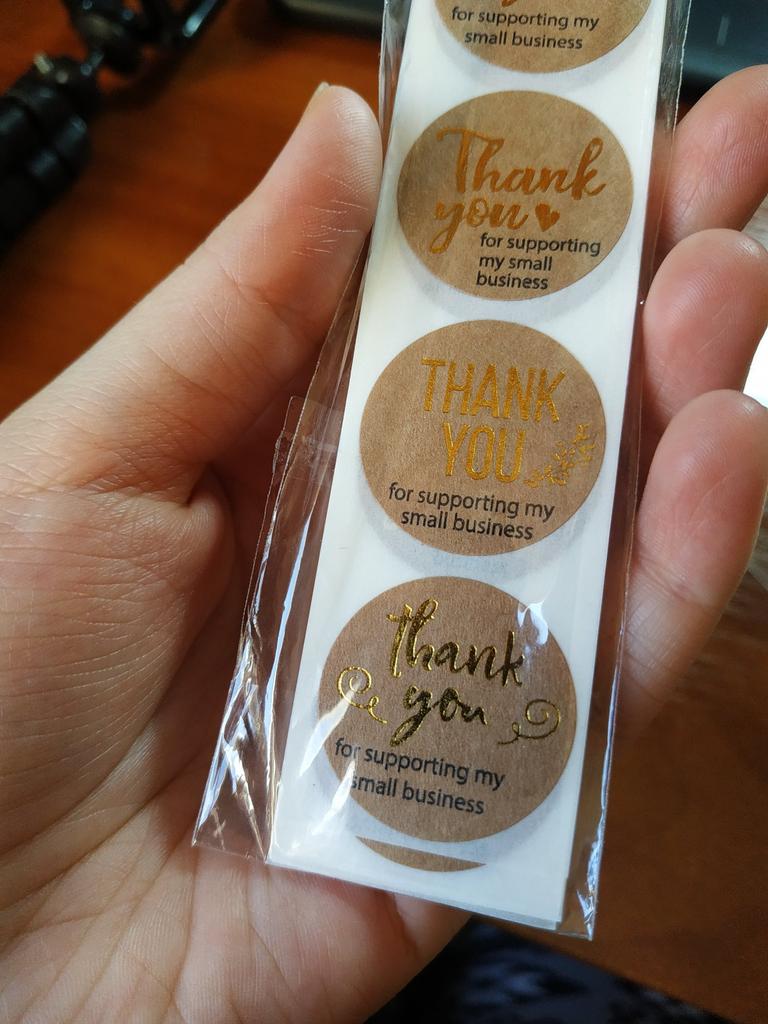 for supporting my
small business
Thank
you
for supporting
my small
business
THANK
YOU
for supporting my
small business
Thank
you
for supporting my
small business